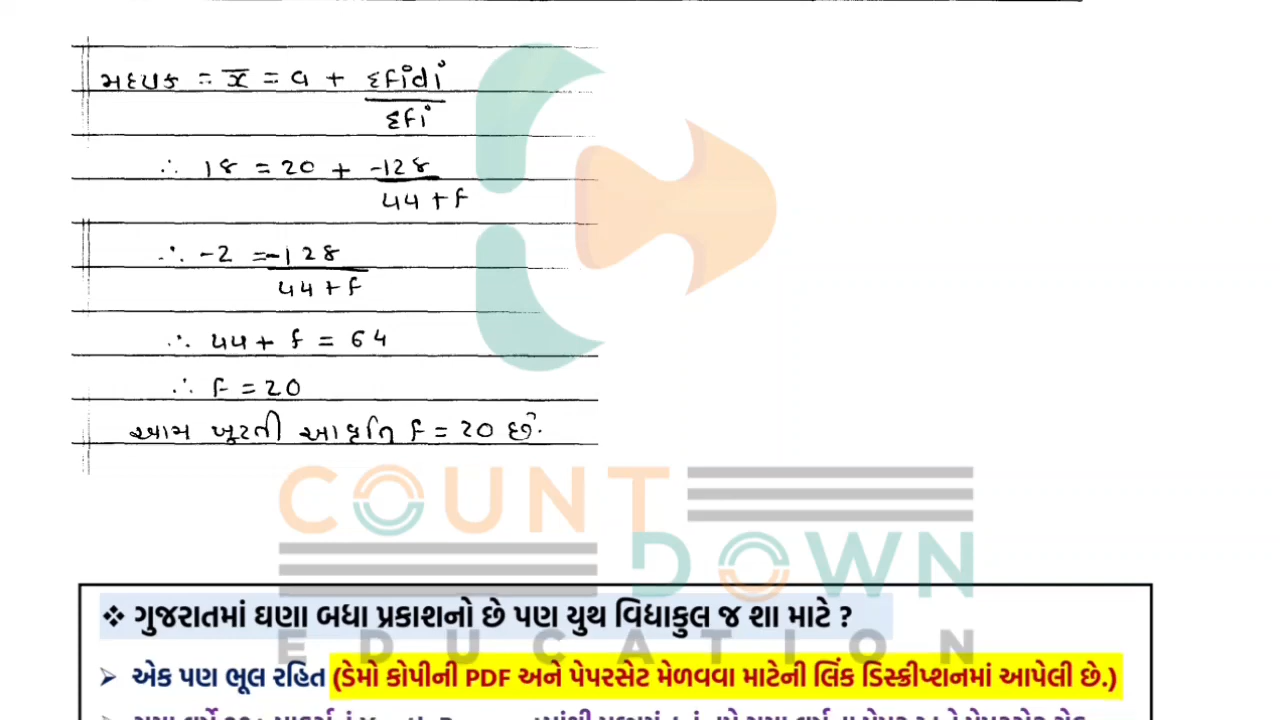 મધ્યક = x̄ = a + Σfidi / Σfi
∴ 18 = 20 + -128 / 44 + f
∴ -2 = -128 / 44 + f
∴ 44 + f = 64
∴ f = 20
આમ ખૂટતી આવૃત્તિ f = 20 છે.
COUNT
DOWN
EDUCATION
❖ ગુજરાતમાં ઘણા બધા પ્રકાશનો છે પણ યુથ વિદ્યાકુલ જ શા માટે ?
➢ એક પણ ભૂલ રહિત (ડેમો કોપીની PDF અને પેપરસેટ મેળવવા માટેની લિંક ડિસ્ક્રીપ્શનમાં આપેલી છે.)